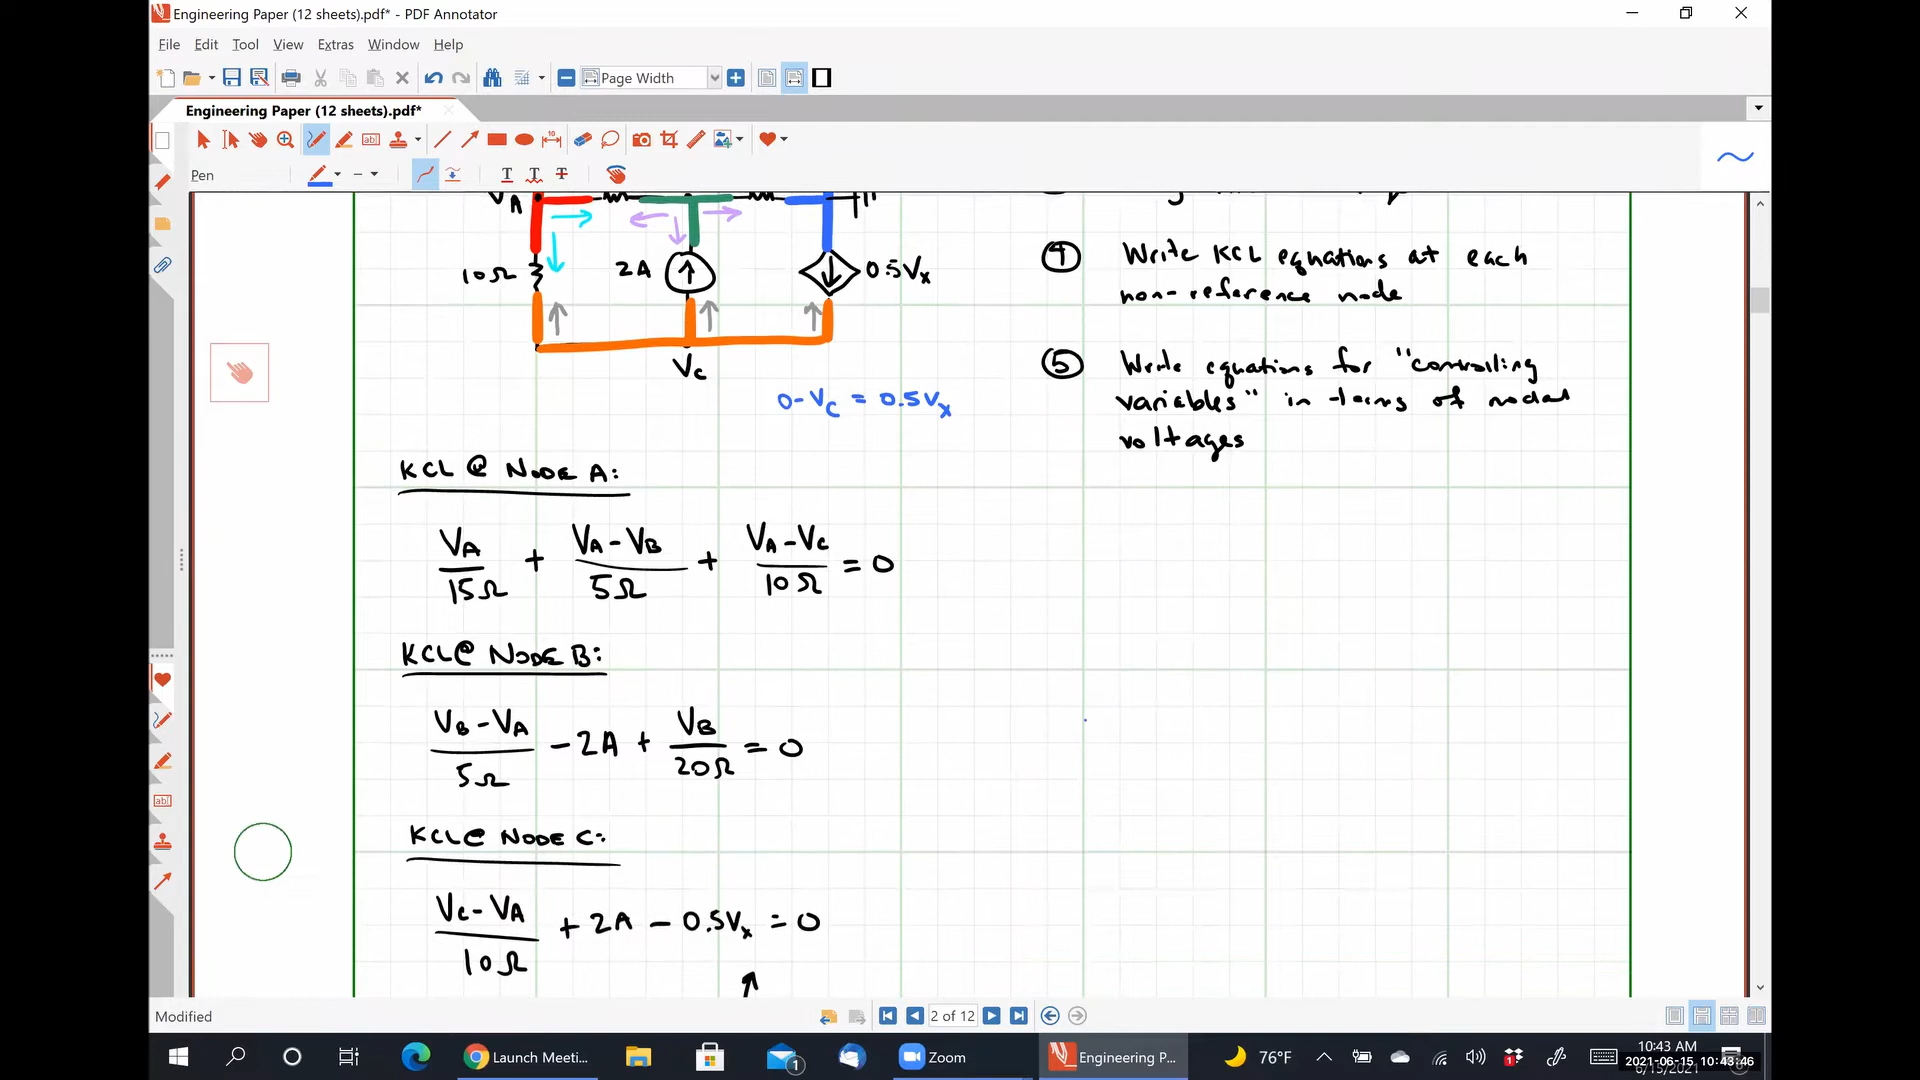 Engineering Paper (12 sheets).pdf* - PDF Annotator
File Edit Tool View Extras Window Help
Page Width
Engineering Paper (12 sheets).pdf*
Pen
VA
10Ω
2A
0.5Vx
Vc
0-Vc = 0.5Vx
④ Write KCL equations at each
non-reference node
⑤ Write equations for "controlling
variables" in terms of nodal
voltages
KCL @ NODE A:
VA/15Ω + (VA-VB)/5Ω + (VA-Vc)/10Ω = 0
KCL @ NODE B:
(VB-VA)/5Ω - 2A + VB/20Ω = 0
KCL @ NODE C:
(Vc-VA)/10Ω + 2A - 0.5Vx = 0
Modified
2 of 12
Launch Meeti...
1
Zoom
Engineering P...
76°F
1
10:43 AM
2021-06-15, 10:43:46
6/15/2021